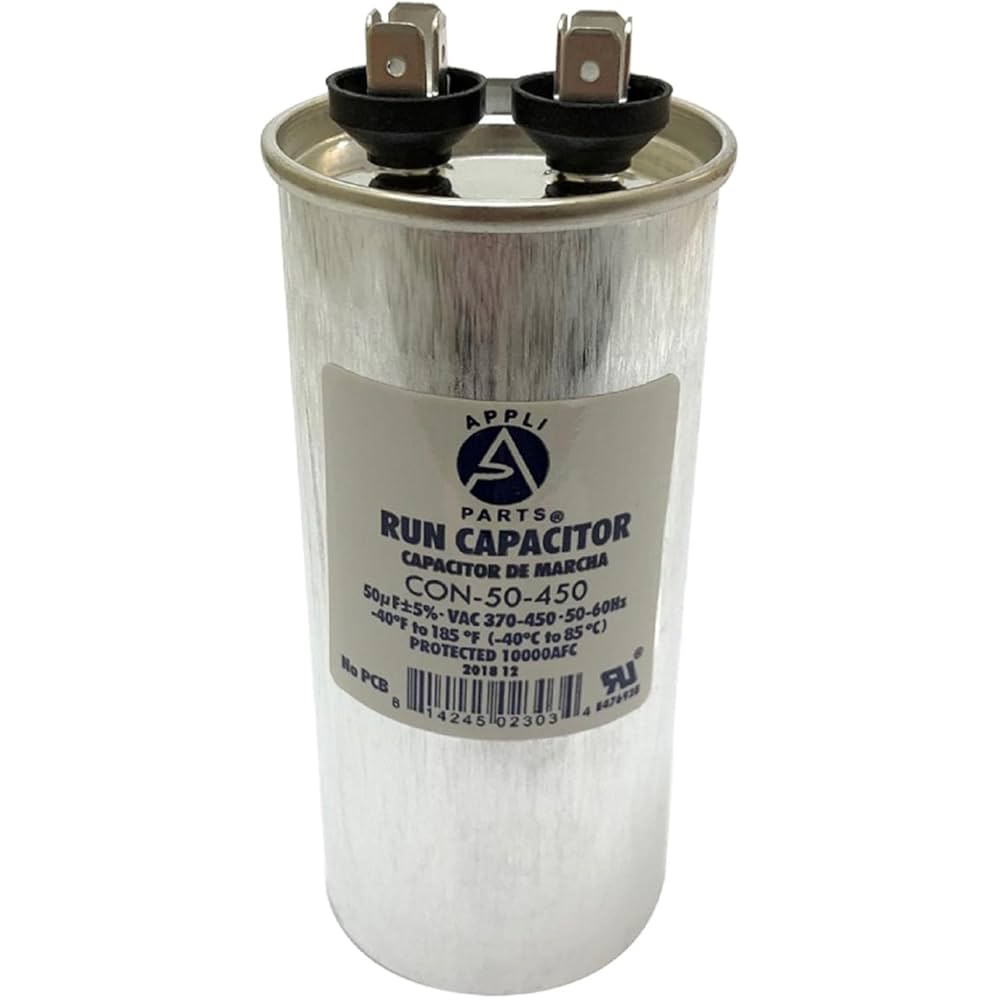 APPLI
PARTS®
RUN CAPACITOR
CAPACITOR DE MARCHA
CON-50-450
50µF±5%·VAC 370-450·50-60Hz
-40°F to 185 °F (-40°C to 85°C)
PROTECTED 10000AFC
2018 12
No PCB
8 14245 02303 4
E476928